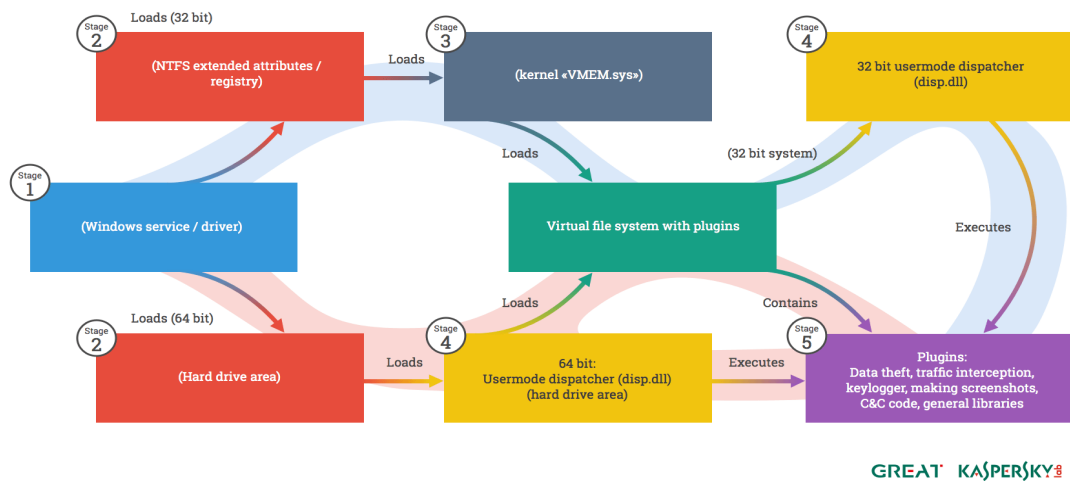 Loads (32 bit)
Stage
2
(NTFS extended attributes /
registry)
Loads
Stage
3
(kernel «VMEM.sys»)
Stage
4
32 bit usermode dispatcher
(disp.dll)
Loads
(32 bit system)
Stage
1
(Windows service / driver)
Virtual file system with plugins
Executes
Loads (64 bit)
Loads
Contains
Stage
2
(Hard drive area)
Loads
Stage
4
64 bit:
Usermode dispatcher (disp.dll)
(hard drive area)
Executes
Stage
5
Plugins:
Data theft, traffic interception,
keylogger, making screenshots,
C&C code, general libraries
GREAT KASPERSKY lab